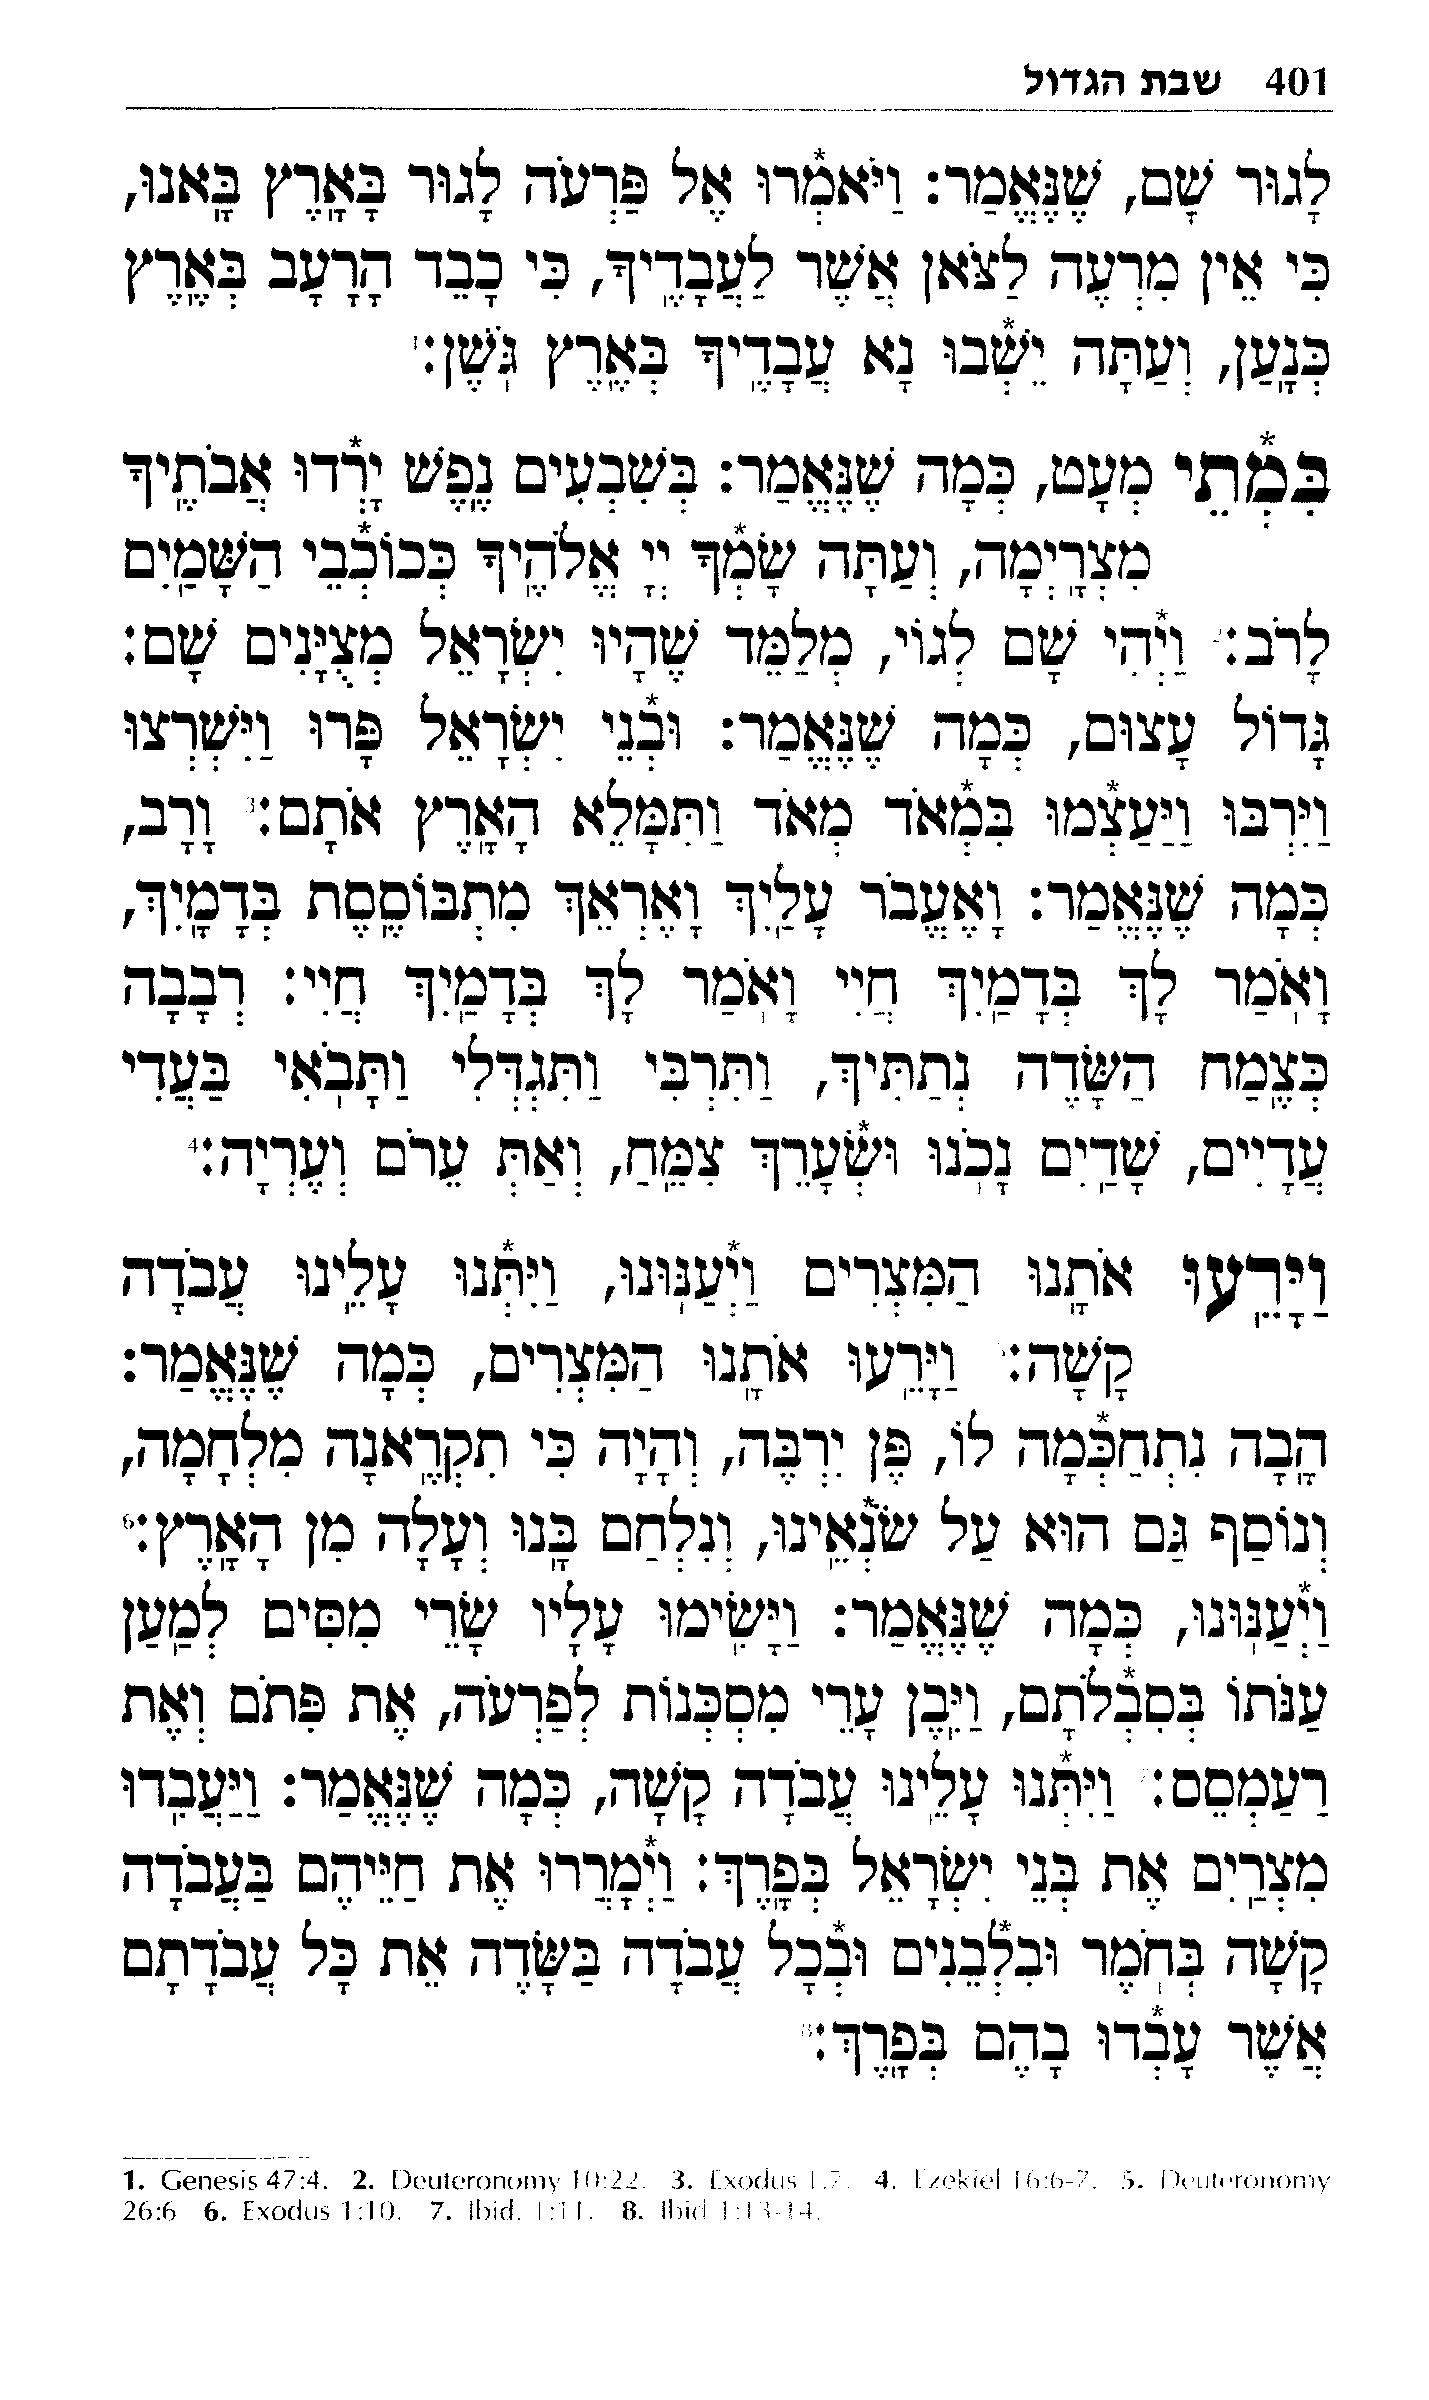 401 שבת הגדול
לָגוּר שָׁם, שֶׁנֶּאֱמַר: וַיֹּאמְֿרוּ אֶל פַּרְעֹה לָגוּר בָּאָרֶץ בָּאנוּ,
כִּי אֵין מִרְעֶה לַצֹּאן אֲשֶׁר לַעֲבָדֶיךָ, כִּי כָבֵד הָרָעָב בְּאֶרֶץ
כְּנָעַן, וְעַתָּה יֵשְׁבוּ נָא עֲבָדֶיךָ בְּאֶרֶץ גֹּשֶׁן:1
בִּמְתֵי מְעָט, כְּמָה שֶׁנֶּאֱמַר: בְּשִׁבְעִים נֶפֶשׁ יָרְדוּ אֲבֹתֶיךָ
מִצְרָיְמָה, וְעַתָּה שָׂמְךָ יְיָ אֱלֹהֶיךָ כְּכוֹכְבֵי הַשָּׁמַיִם
לָרֹב:2 וַיְהִי שָׁם לְגוֹי, מְלַמֵּד שֶׁהָיוּ יִשְׂרָאֵל מְצֻיָּנִים שָׁם:
גָּדוֹל עָצוּם, כְּמָה שֶׁנֶּאֱמַר: וּבְנֵי יִשְׂרָאֵל פָּרוּ וַיִּשְׁרְצוּ
וַיִּרְבּוּ וַיַּעַצְמוּ בִּמְאֹד מְאֹד וַתִּמָּלֵא הָאָרֶץ אֹתָם:3 וָרָב,
כְּמָה שֶׁנֶּאֱמַר: וָאֶעֱבֹר עָלַיִךְ וָאֶרְאֵךְ מִתְבּוֹסֶסֶת בְּדָמָיִךְ,
וָאֹמַר לָךְ בְּדָמַיִךְ חֲיִי וָאֹמַר לָךְ בְּדָמַיִךְ חֲיִי: רְבָבָה
כְּצֶמַח הַשָּׂדֶה נְתַתִּיךְ, וַתִּרְבִּי וַתִּגְדְּלִי וַתָּבֹאִי בַּעֲדִי
עֲדָיִים, שָׁדַיִם נָכֹנוּ וּשְׂעָרֵךְ צִמֵּחַ, וְאַתְּ עֵרֹם וְעֶרְיָה:4
וַיָּרֵעוּ אֹתָנוּ הַמִּצְרִים וַיְעַנּוּנוּ, וַיִּתְּנוּ עָלֵינוּ עֲבֹדָה
קָשָׁה: וַיָּרֵעוּ אֹתָנוּ הַמִּצְרִים, כְּמָה שֶׁנֶּאֱמַר:
הָבָה נִתְחַכְּמָה לוֹ, פֶּן יִרְבֶּה, וְהָיָה כִּי תִקְרֶאנָה מִלְחָמָה,
וְנוֹסַף גַּם הוּא עַל שֹׂנְאֵינוּ, וְנִלְחַם בָּנוּ וְעָלָה מִן הָאָרֶץ:6
וַיְעַנּוּנוּ, כְּמָה שֶׁנֶּאֱמַר: וַיָּשִׂימוּ עָלָיו שָׂרֵי מִסִּים לְמַעַן
עַנֹּתוֹ בְּסִבְלֹתָם, וַיִּבֶן עָרֵי מִסְכְּנוֹת לְפַרְעֹה, אֶת פִּתֹם וְאֶת
רַעַמְסֵס: וַיִּתְּנוּ עָלֵינוּ עֲבֹדָה קָשָׁה, כְּמָה שֶׁנֶּאֱמַר: וַיַּעֲבִדוּ
מִצְרַיִם אֶת בְּנֵי יִשְׂרָאֵל בְּפָרֶךְ: וַיְמָרֲרוּ אֶת חַיֵּיהֶם בַּעֲבֹדָה
קָשָׁה בְּחֹמֶר וּבִלְבֵנִים וּבְכָל עֲבֹדָה בַּשָּׂדֶה אֵת כָּל עֲבֹדָתָם
אֲשֶׁר עָבְדוּ בָהֶם בְּפָרֶךְ:8
1. Genesis 47:4. 2. Deuteronomy 10:22. 3. Exodus 1:7. 4. Ezekiel 16:6-7. 5. Deuteronomy
26:6 6. Exodus 1:10. 7. Ibid. 1:11. 8. Ibid 1:13-14.